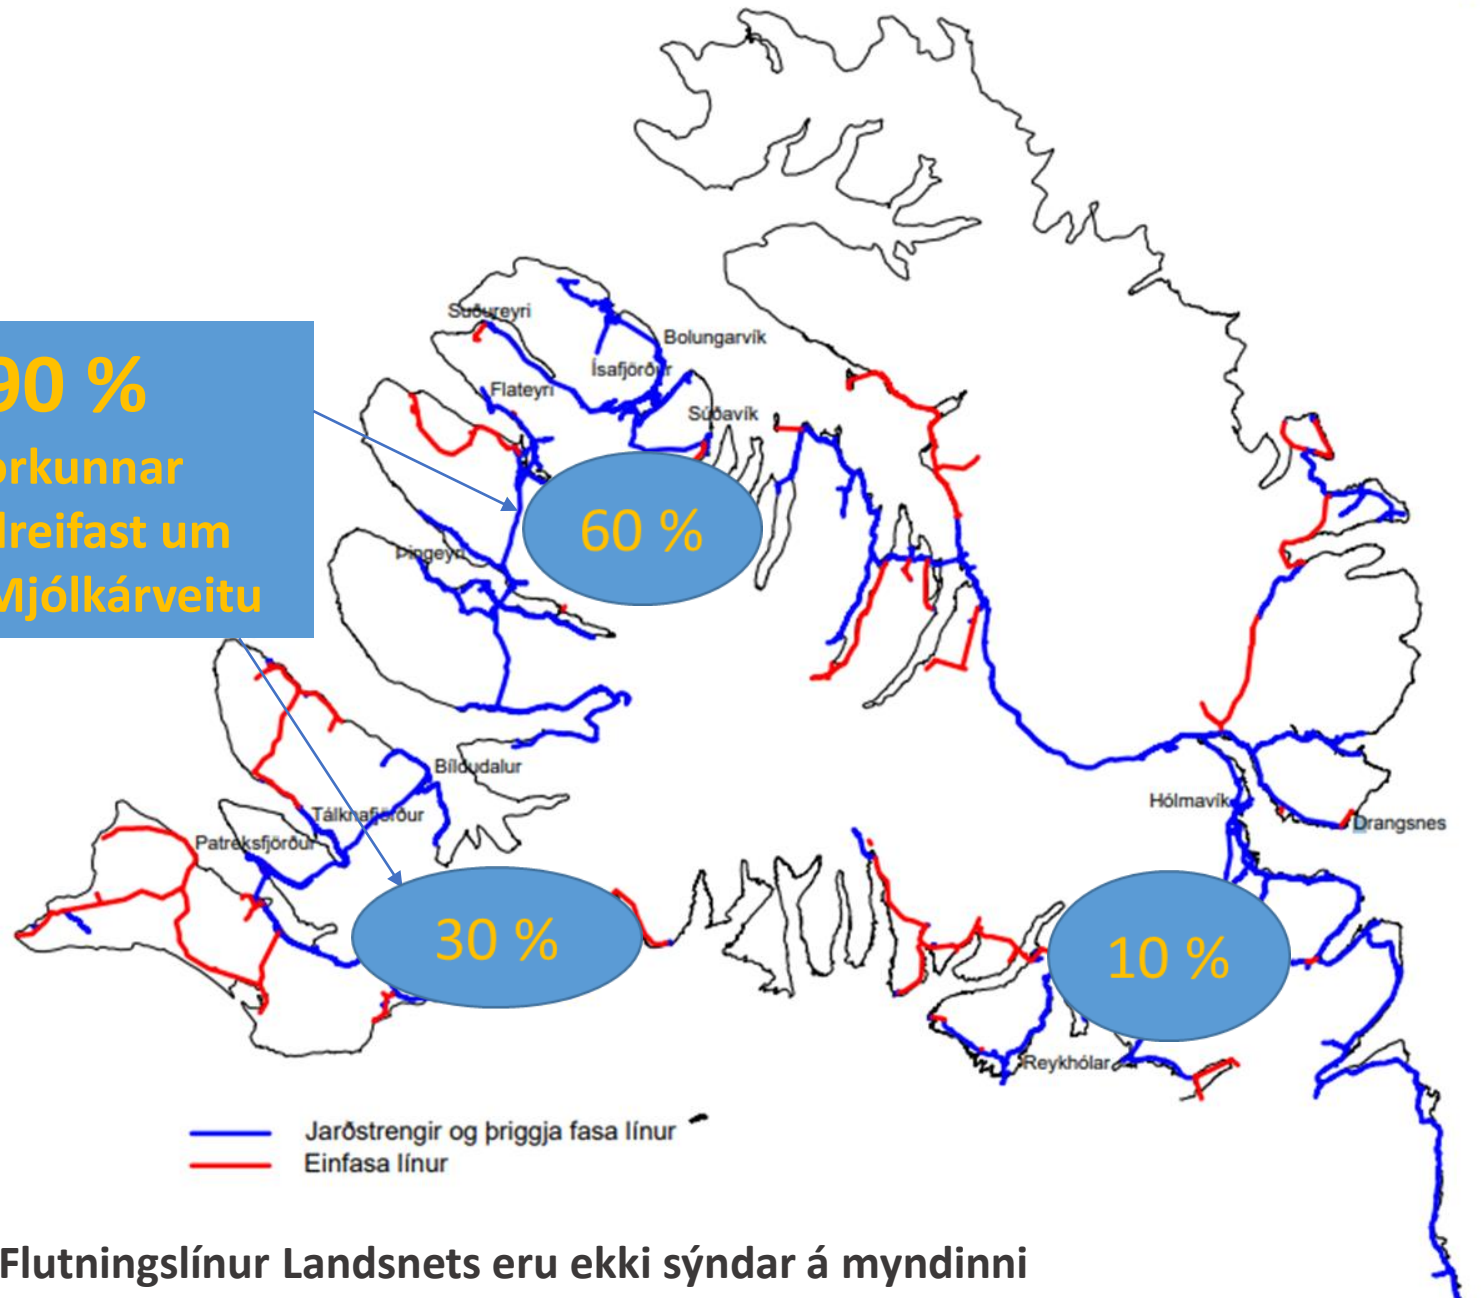 Suðureyri
Bolungarvík
Ísafjörður
Flateyri
Súðavík
90 %
orkunnar
dreifast um
Mjólkárveitu
60 %
Þingeyri
Bíldudalur
Tálknafjörður
Patreksfjörður
Hólmavík
Drangsnes
30 %
10 %
Reykhólar
Jarðstrengir og þriggja fasa línur
Einfasa línur
Flutningslínur Landsnets eru ekki sýndar á myndinni